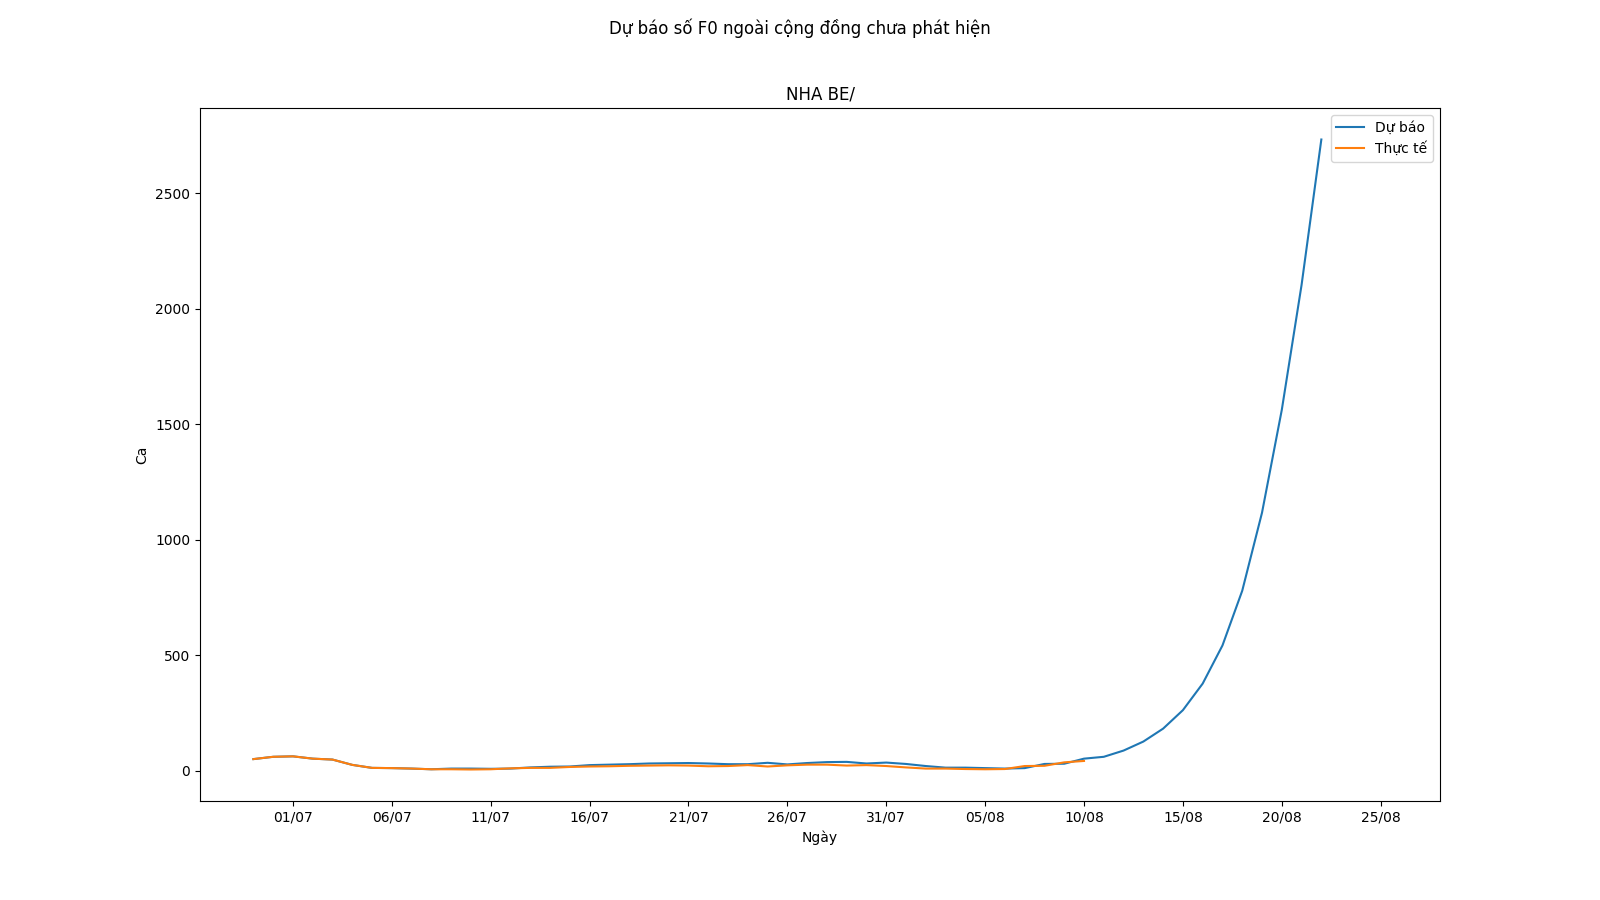 Dự báo số F0 ngoài cộng đồng chưa phát hiện
NHA BE/
Dự báo
Thực tế
2500
2000
1500
1000
500
0
Ca
01/07 06/07 11/07 16/07 21/07 26/07 31/07 05/08 10/08 15/08 20/08 25/08
Ngày